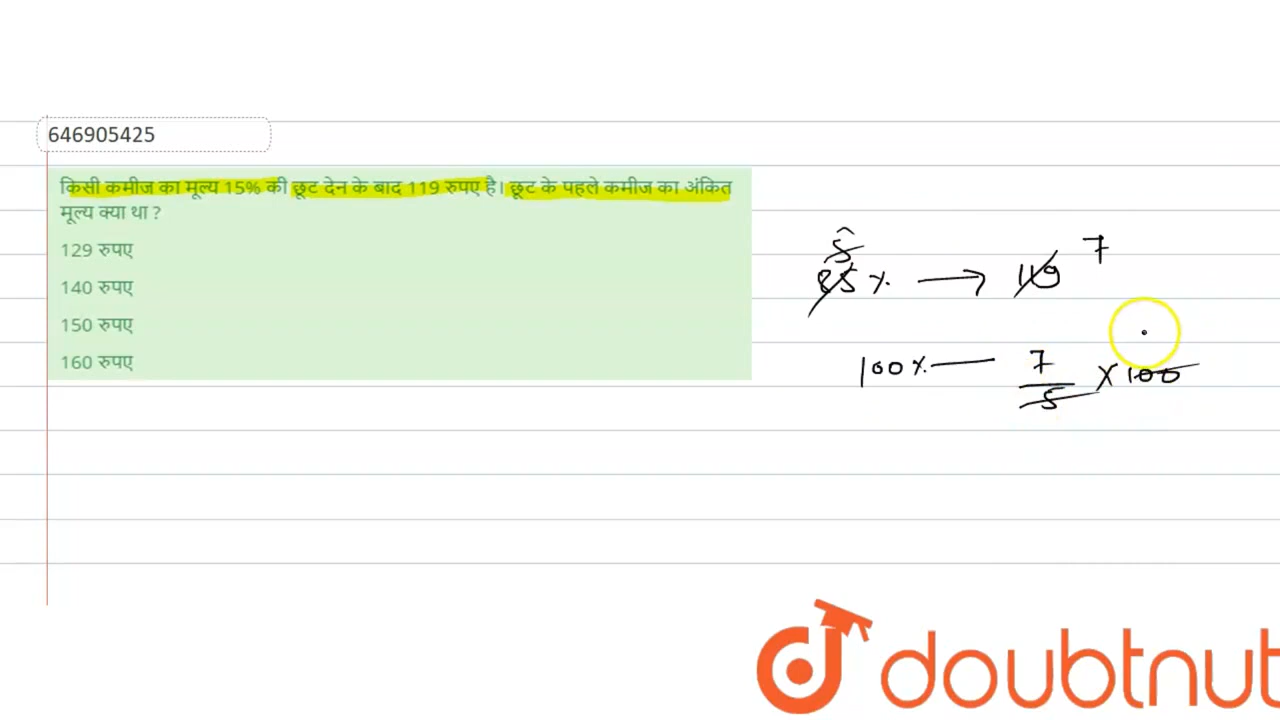 646905425
किसी कमीज का मूल्य 15% की छूट देन के बाद 119 रुपए है। छूट के पहले कमीज का अंकित
मूल्य क्या था ?
129 रुपए
140 रुपए
150 रुपए
160 रुपए
5
85 % → 119 7
100% — 7/5 × 100
doubtnut